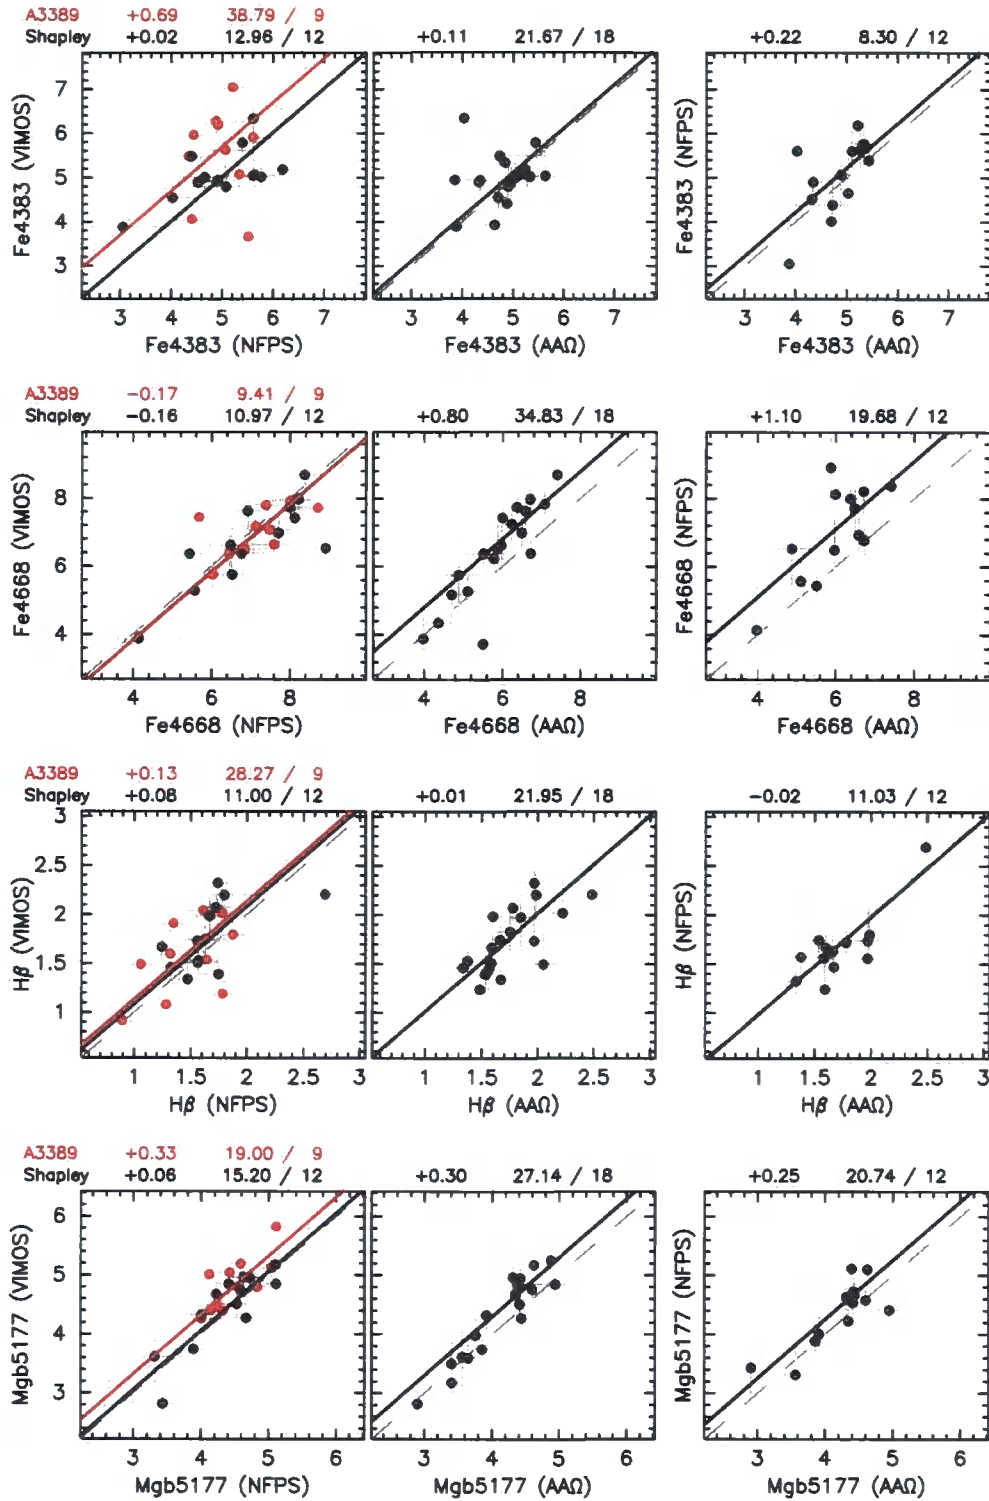 A3389 +0.69 38.79 / 9
Shapley +0.02 12.96 / 12 +0.11 21.67 / 18 +0.22 8.30 / 12
7
6
5
4
3
Fe4383 (VIMOS)
Fe4383 (NFPS)
3 4 5 6 7 3 4 5 6 7 3 4 5 6 7
Fe4383 (NFPS) Fe4383 (AAΩ) Fe4383 (AAΩ)
A3389 −0.17 9.41 / 9
Shapley −0.16 10.97 / 12 +0.80 34.83 / 18 +1.10 19.68 / 12
8
6
4
Fe4668 (VIMOS)
Fe4668 (NFPS)
4 6 8 4 6 8 4 6 8
Fe4668 (NFPS) Fe4668 (AAΩ) Fe4668 (AAΩ)
A3389 +0.13 28.27 / 9
Shapley +0.08 11.00 / 12 +0.01 21.95 / 18 −0.02 11.03 / 12
3
2.5
2
1.5
1
Hβ (VIMOS)
Hβ (NFPS)
1 1.5 2 2.5 3 1 1.5 2 2.5 3 1 1.5 2 2.5 3
Hβ (NFPS) Hβ (AAΩ) Hβ (AAΩ)
A3389 +0.33 19.00 / 9
Shapley +0.06 15.20 / 12 +0.30 27.14 / 18 +0.25 20.74 / 12
6
5
4
3
Mgb5177 (VIMOS)
Mgb5177 (NFPS)
3 4 5 6 3 4 5 6 3 4 5 6
Mgb5177 (NFPS) Mgb5177 (AAΩ) Mgb5177 (AAΩ)